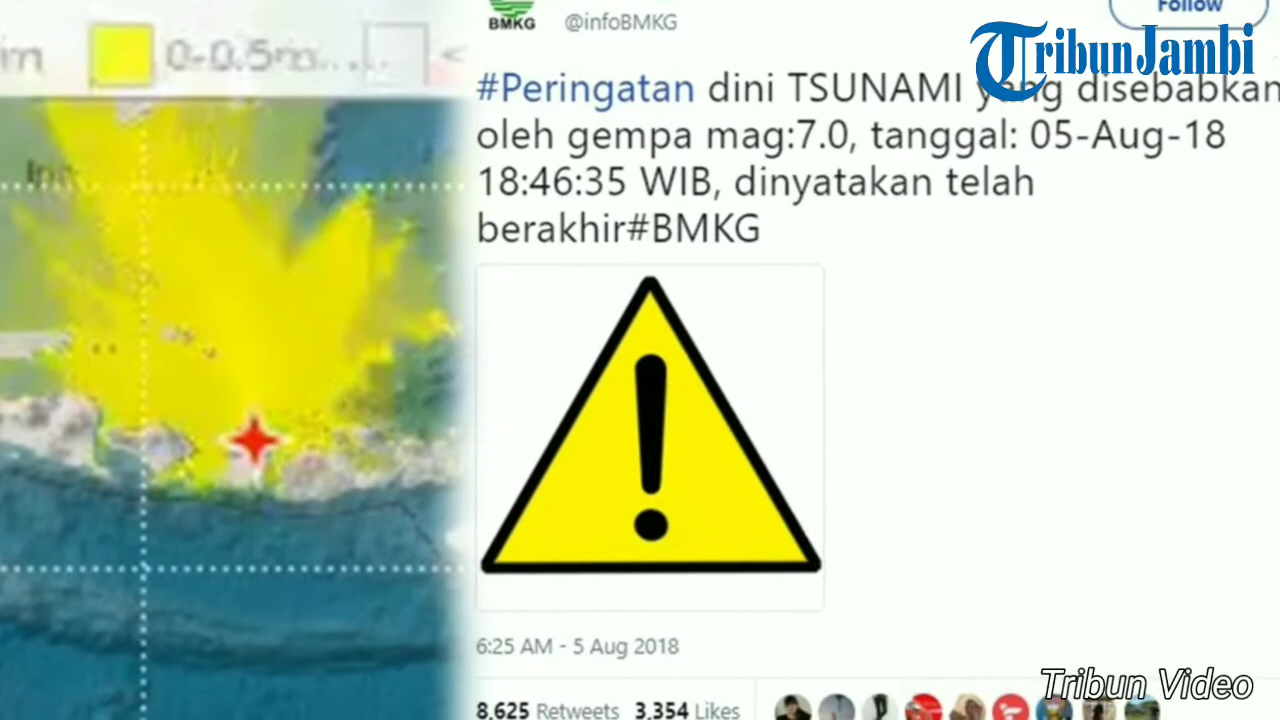 0-0.5m
<
BMKG
@infoBMKG
Follow
TribunJambi
#Peringatan dini TSUNAMI yang disebabkan
oleh gempa mag:7.0, tanggal: 05-Aug-18
18:46:35 WIB, dinyatakan telah
berakhir#BMKG
6:25 AM - 5 Aug 2018
8,625 Retweets 3,354 Likes
Tribun Video